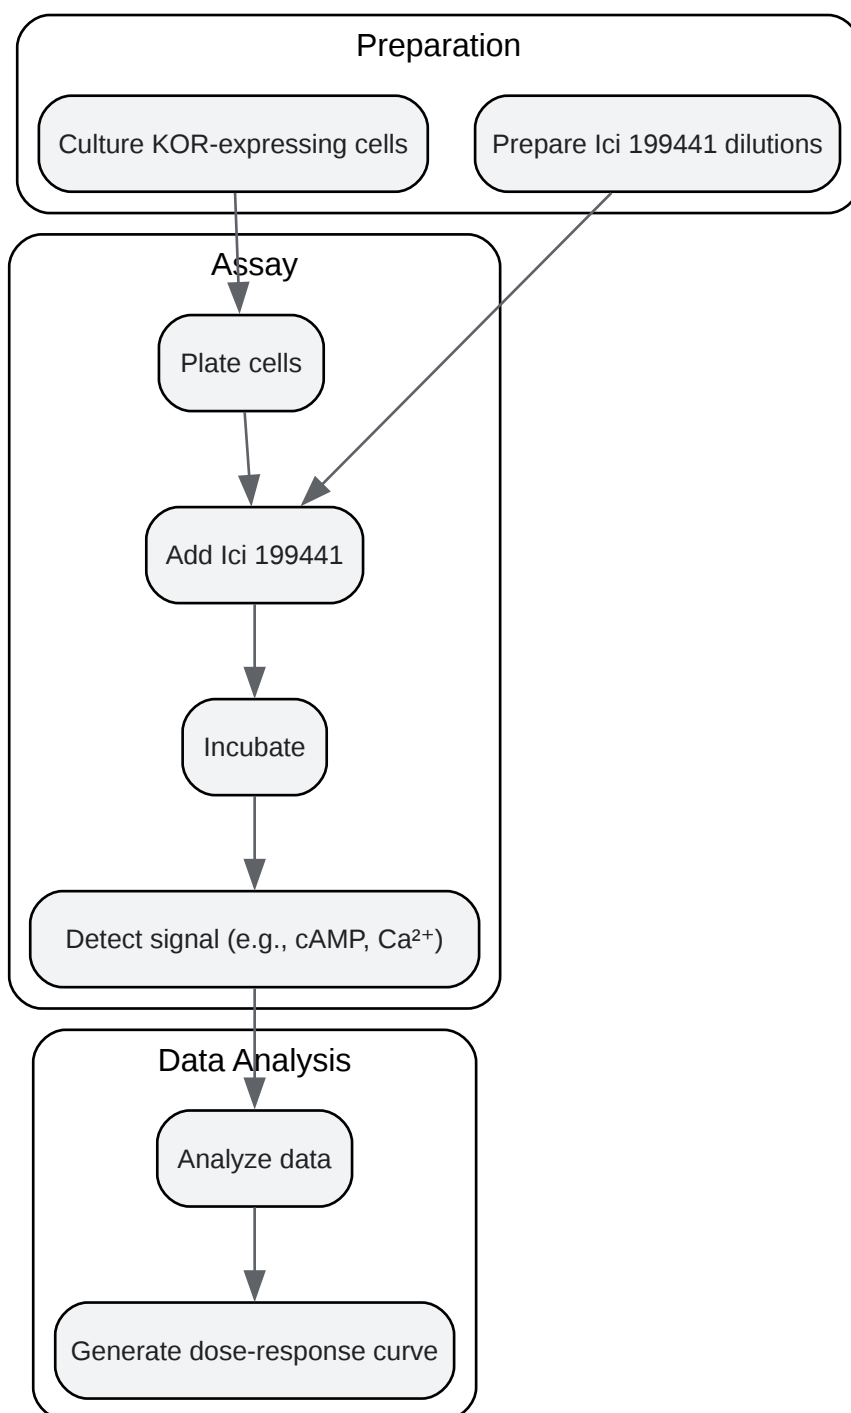 Preparation
Culture KOR-expressing cells
Prepare Ici 199441 dilutions
Assay
Plate cells
Add Ici 199441
Incubate
Detect signal (e.g., cAMP, Ca²⁺)
Data Analysis
Analyze data
Generate dose-response curve